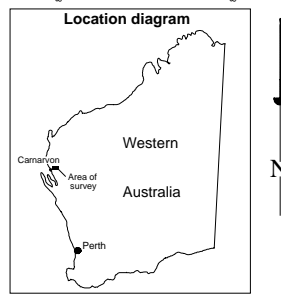 Location diagram
Western
Carnarvon
Area of
survey
Australia
Perth
N